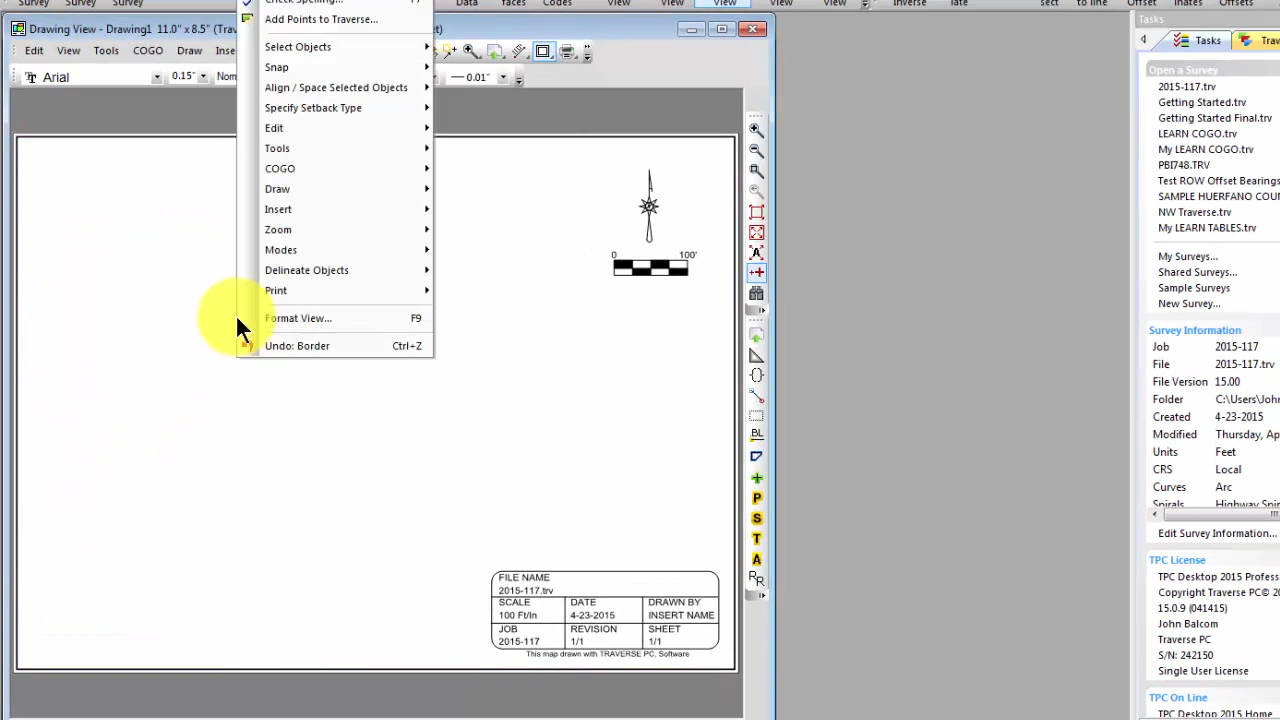 Survey Survey Survey Data faces Codes View View View View View Inverse late sect to line Offset inates Offsets
Check Spelling... F7
Add Points to Traverse...
Select Objects
Snap
Align / Space Selected Objects
Specify Setback Type
Edit
Tools
COGO
Draw
Insert
Zoom
Modes
Delineate Objects
Print
Format View... F9
Undo: Border Ctrl+Z
Drawing View - Drawing1 11.0" x 8.5" (Trav
Edit View Tools COGO Draw Inse
Arial 0.15" Nom 0.01"
0 100'
FILE NAME
2015-117.trv
SCALE DATE DRAWN BY
100 Ft/in 4-23-2015 INSERT NAME
JOB REVISION SHEET
2015-117 1/1 1/1
This map drawn with TRAVERSE PC, Software
A
BL
P
S
T
A
R R
Tasks
Tasks Trav
Open a Survey
2015-117.trv
Getting Started.trv
Getting Started Final.trv
LEARN COGO.trv
My LEARN COGO.trv
PBI748.TRV
Test ROW Offset Bearings
SAMPLE HUERFANO COUN
NW Traverse.trv
My LEARN TABLES.trv
My Surveys...
Shared Surveys...
Sample Surveys
New Survey...
Survey Information
Job 2015-117
File 2015-117.trv
File Version 15.00
Folder C:\Users\John
Created 4-23-2015
Modified Thursday, Ap
Units Feet
CRS Local
Curves Arc
Spirals Highway Spi
Edit Survey Information...
TPC License
TPC Desktop 2015 Profess
Copyright Traverse PC© 20
15.0.9 (041415)
John Balcom
Traverse PC
S/N: 242150
Single User License
TPC On Line
TPC Desktop 2015 Home